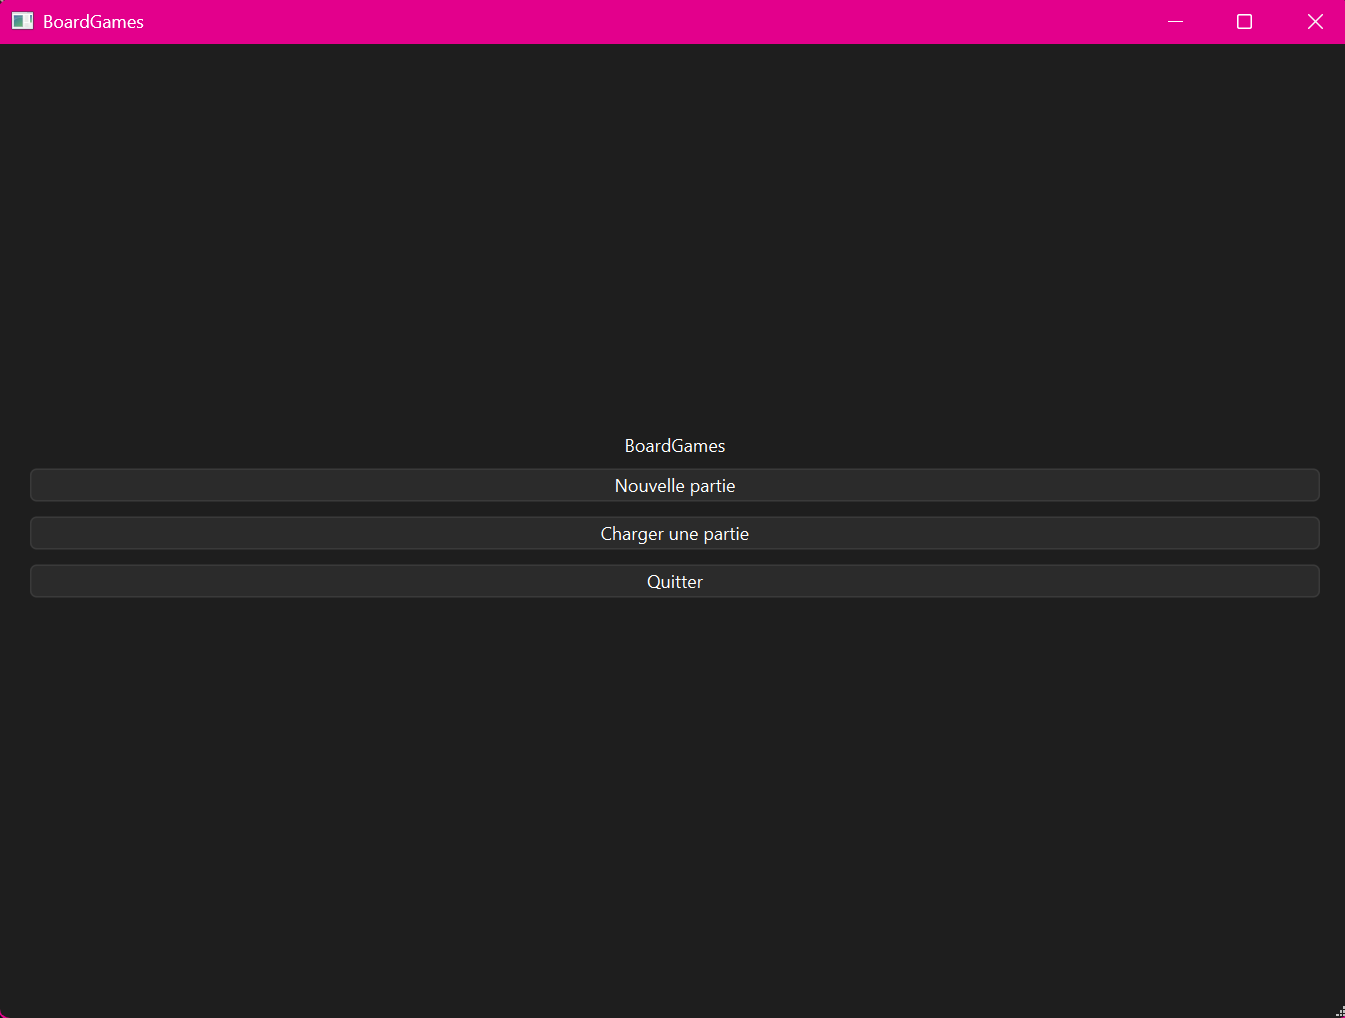 BoardGames
BoardGames
Nouvelle partie
Charger une partie
Quitter